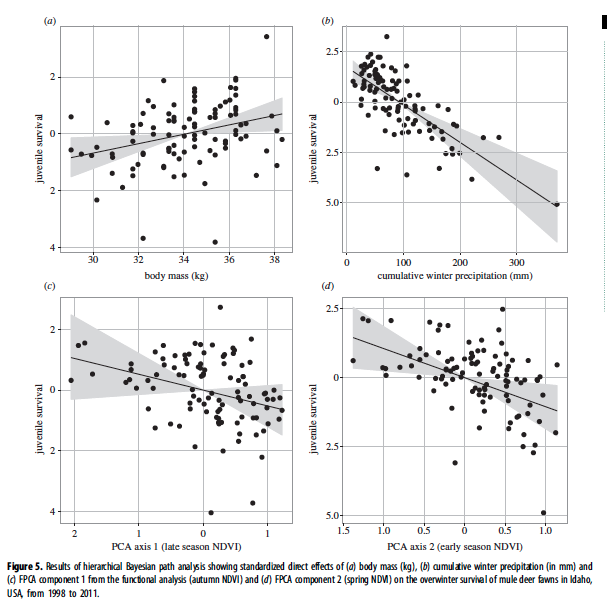 (a)
(b)
juvenile survival
2
0
2
4
30
32
34
36
38
body mass (kg)
juvenile survival
2.5
0
2.5
5.0
0
100
200
300
cumulative winter precipitation (mm)
(c)
(d)
juvenile survival
2
0
2
4
2
1
0
1
PCA axis 1 (late season NDVI)
juvenile survival
2.5
0
2.5
5.0
1.5
1.0
0.5
0
0.5
1.0
PCA axis 2 (early season NDVI)
Figure 5. Results of hierarchical Bayesian path analysis showing standardized direct effects of (a) body mass (kg), (b) cumulative winter precipitation (in mm) and
(c) FPCA component 1 from the functional analysis (autumn NDVI) and (d) FPCA component 2 (spring NDVI) on the overwinter survival of mule deer fawns in Idaho,
USA, from 1998 to 2011.